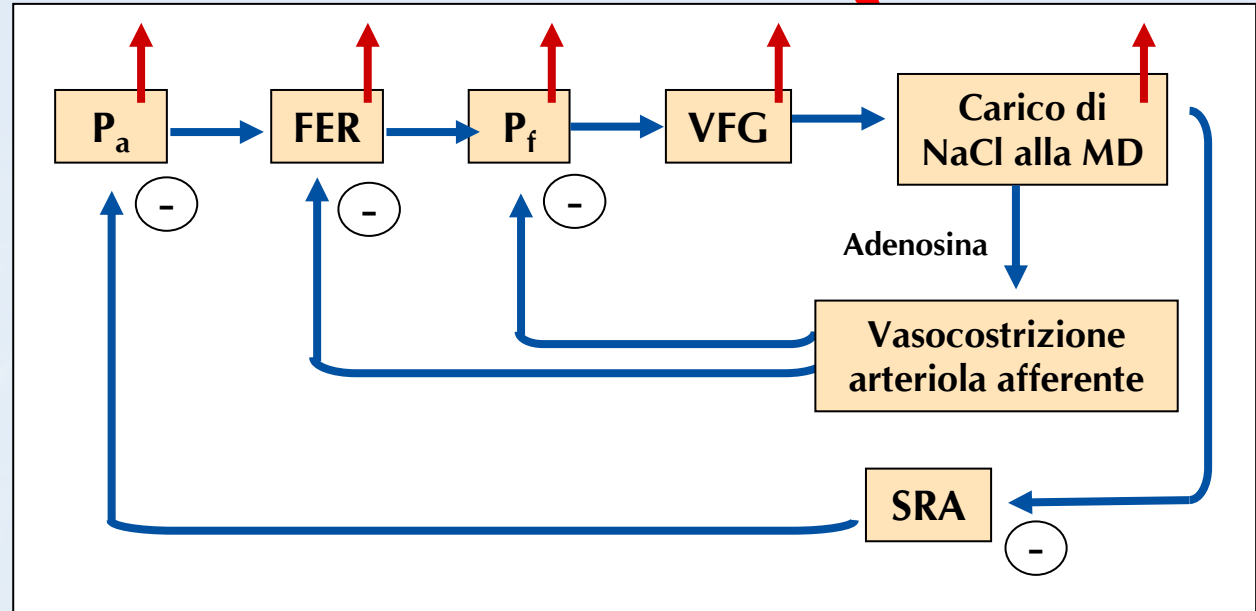 Pa
FER
Pf
VFG
Carico di
NaCl alla MD
-
-
-
Adenosina
Vasocostrizione
arteriola afferente
SRA
-